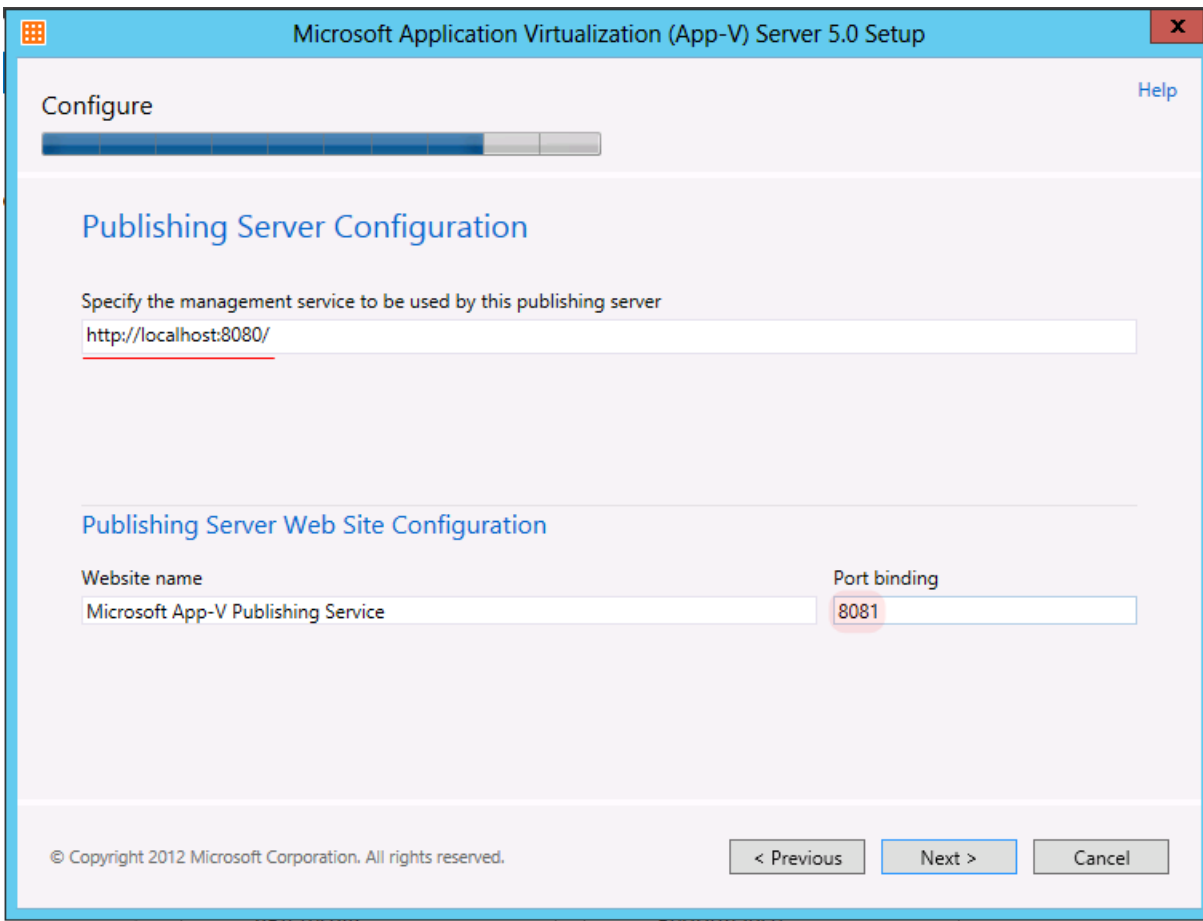 Microsoft Application Virtualization (App-V) Server 5.0 Setup
x
Help
Configure
Publishing Server Configuration
Specify the management service to be used by this publishing server
http://localhost:8080/
Publishing Server Web Site Configuration
Website name
Port binding
Microsoft App-V Publishing Service
8081
© Copyright 2012 Microsoft Corporation. All rights reserved.
< Previous
Next >
Cancel